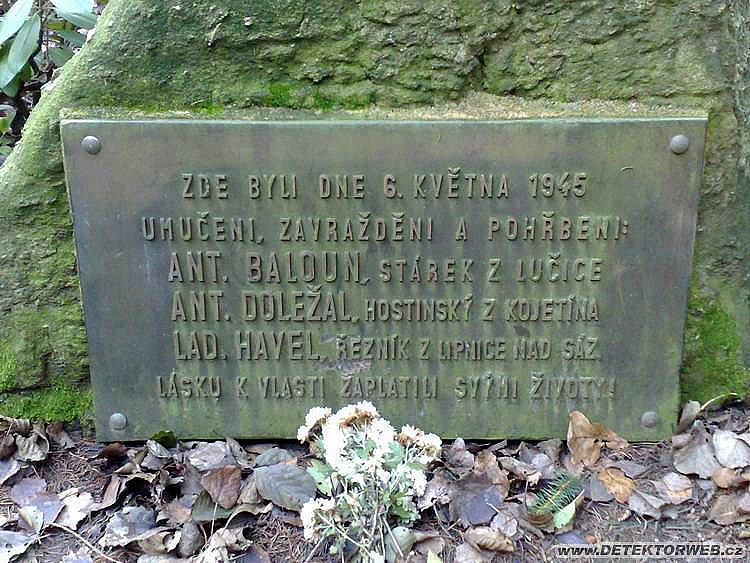 ZDE BYLI DNE 6. KVĚTNA 1945
UMUČENI, ZAVRAŽDĚNI A POHŘBENI:
ANT. BALOUN, STÁREK Z LUČICE
ANT. DOLEŽAL, HOSTINSKÝ Z KOJETÍNA
LAD. HAVEL, ŘEZNÍK Z LIPNICE NAD SÁZ.
LÁSKU K VLASTI ZAPLATILI SVÝMI ŽIVOTY!
WWW.DETEKTORWEB.CZ